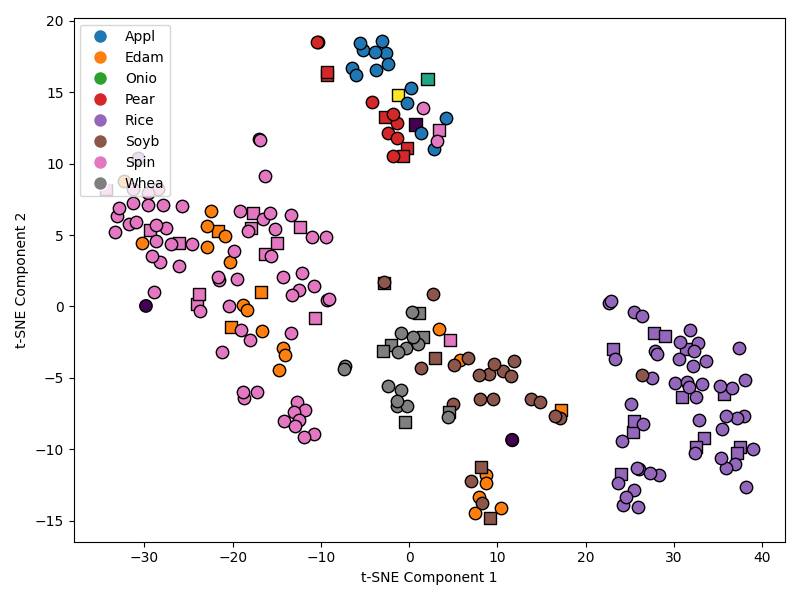 Appl
Edam
Onio
Pear
Rice
Soyb
Spin
Whea
t-SNE Component 2
20
15
10
5
0
−5
−10
−15
−30
−20
−10
0
10
20
30
40
t-SNE Component 1